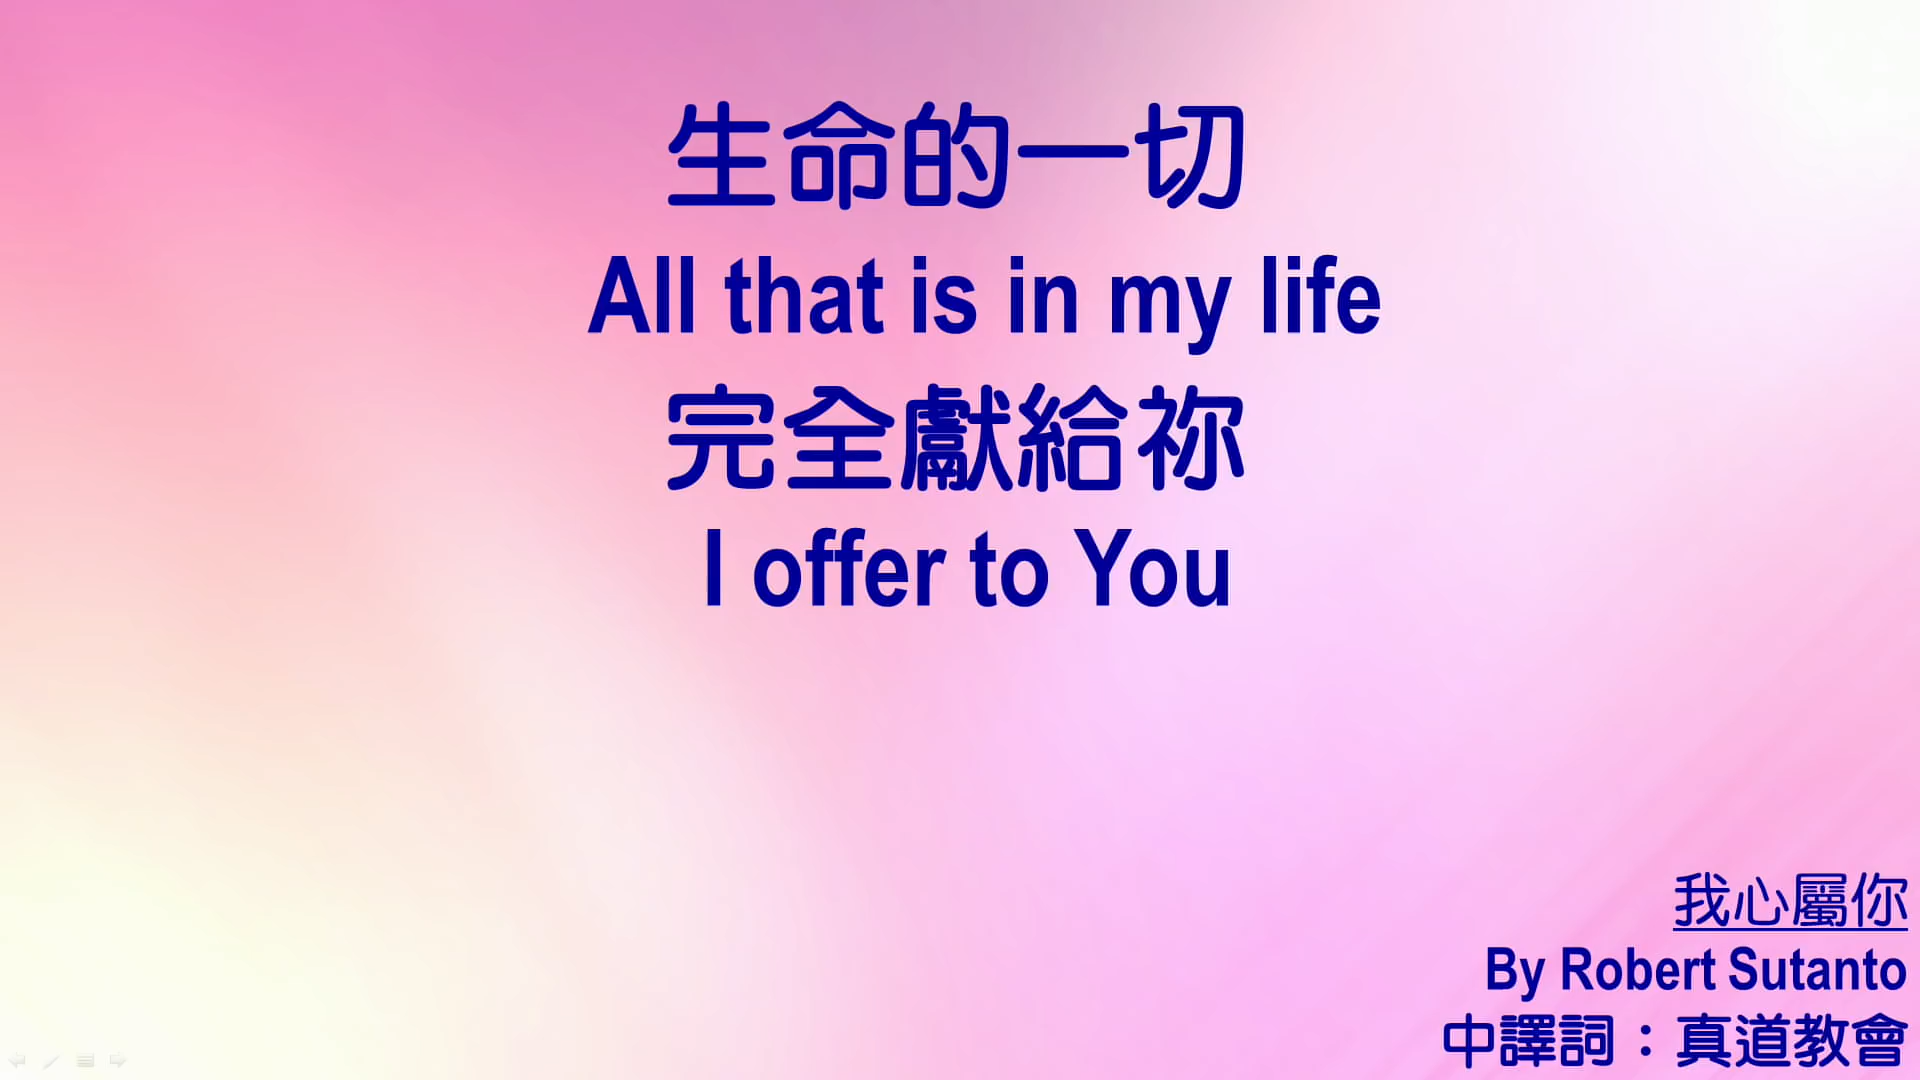 生命的一切
All that is in my life
完全獻給祢
I offer to You
我心屬你
By Robert Sutanto
中譯詞：真道教會